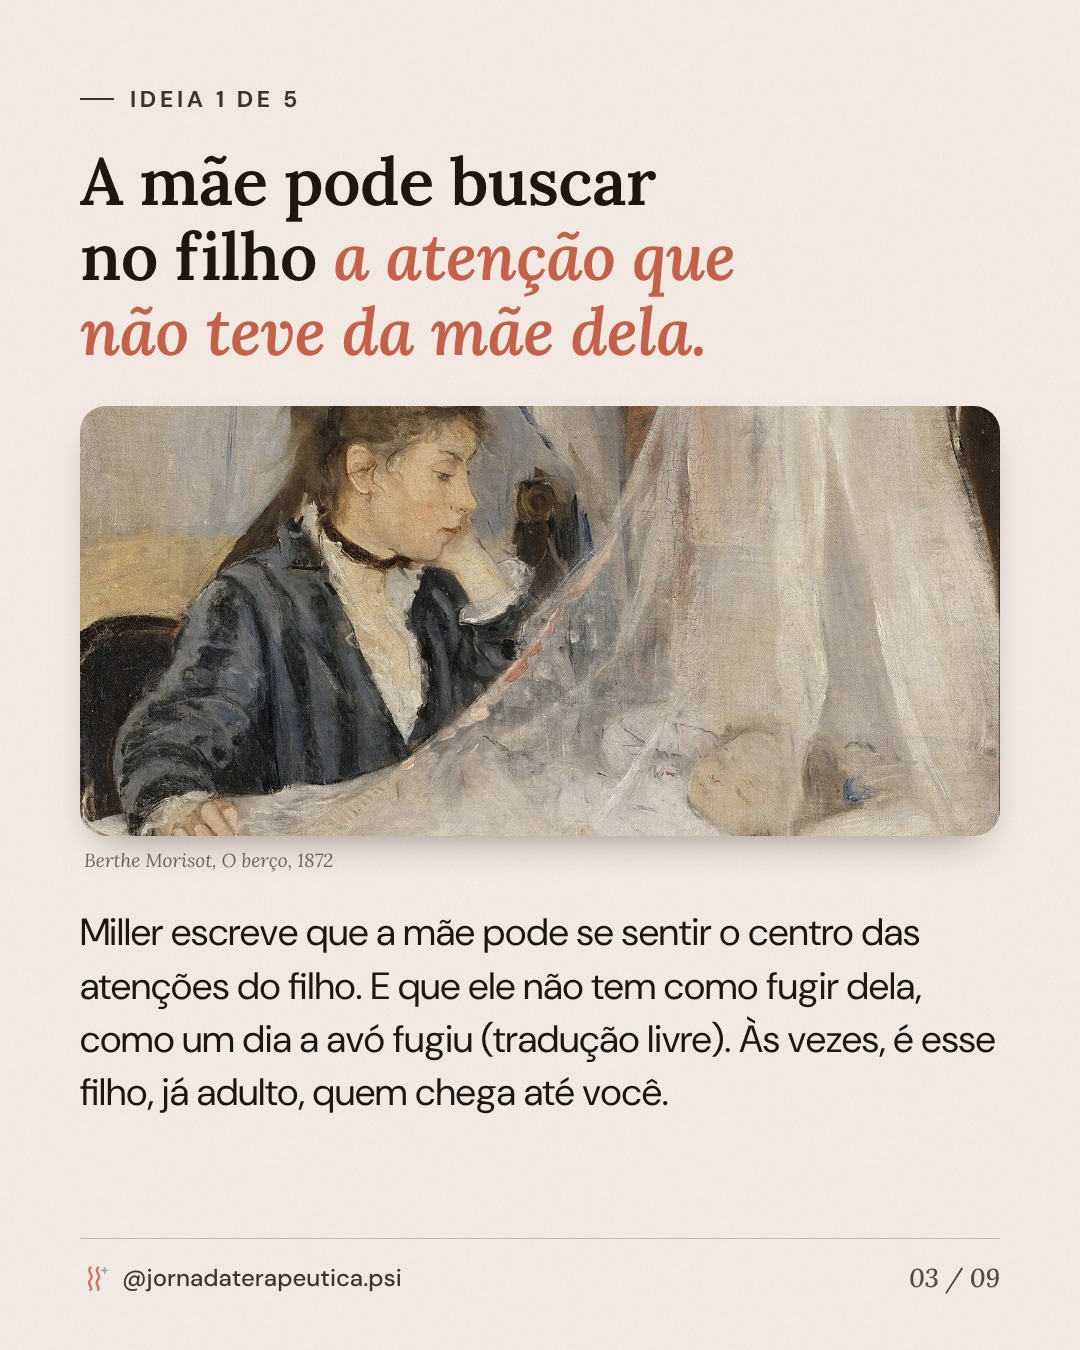 IDEIA 1 DE 5
A mãe pode buscar
no filho a atenção que
não teve da mãe dela.
Berthe Morisot, O berço, 1872
Miller escreve que a mãe pode se sentir o centro das
atenções do filho. E que ele não tem como fugir dela,
como um dia a avó fugiu (tradução livre). Às vezes, é esse
filho, já adulto, quem chega até você.
@jornadaterapeutica.psi
03 / 09